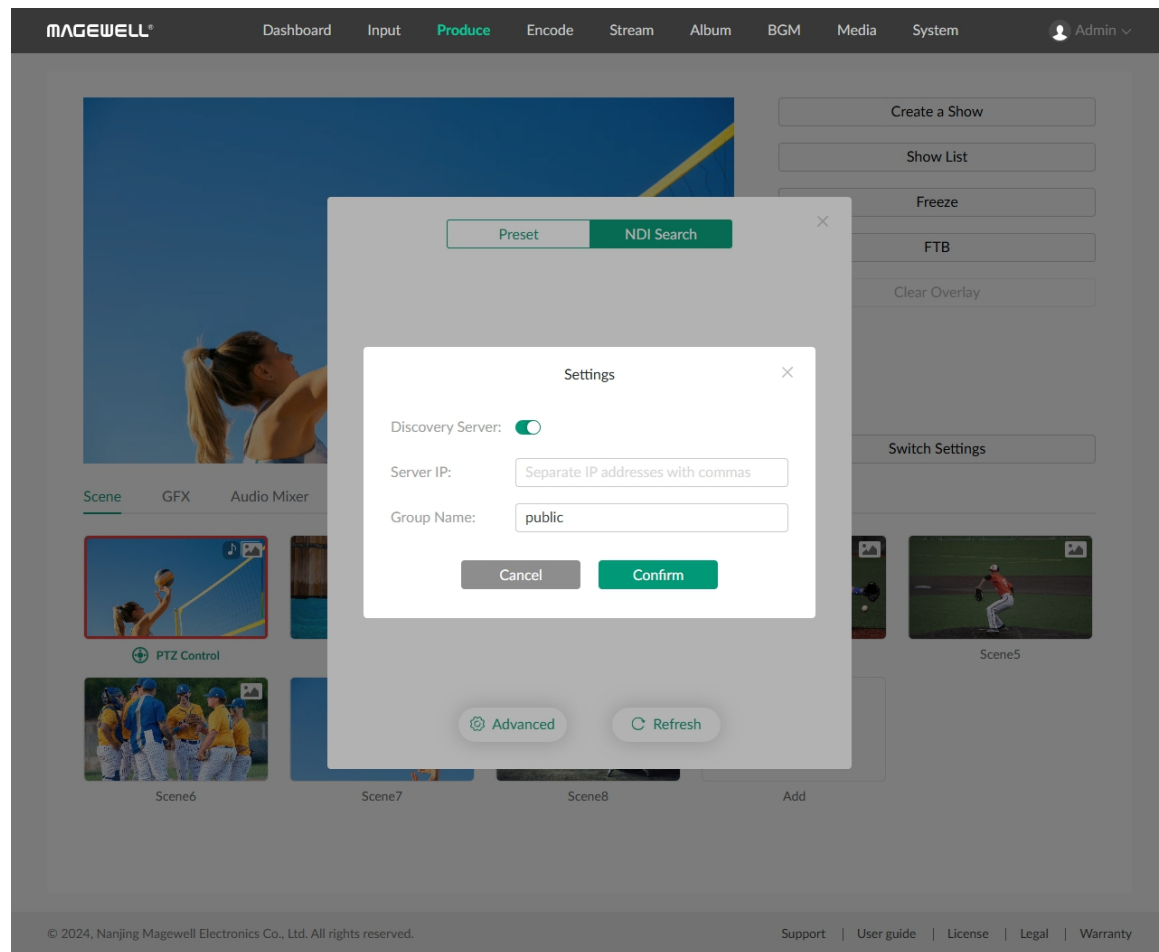 MAGEWELL®
Dashboard Input Produce Encode Stream Album BGM Media System Admin
Create a Show
Show List
Freeze
FTB
Clear Overlay
Switch Settings
Preset NDI Search
Settings
Discovery Server:
Server IP: Separate IP addresses with commas
Group Name: public
Cancel Confirm
Advanced Refresh
Scene GFX Audio Mixer
PTZ Control Scene5
Scene6 Scene7 Scene8 Add
© 2024, Nanjing Magewell Electronics Co., Ltd. All rights reserved. Support | User guide | License | Legal | Warranty